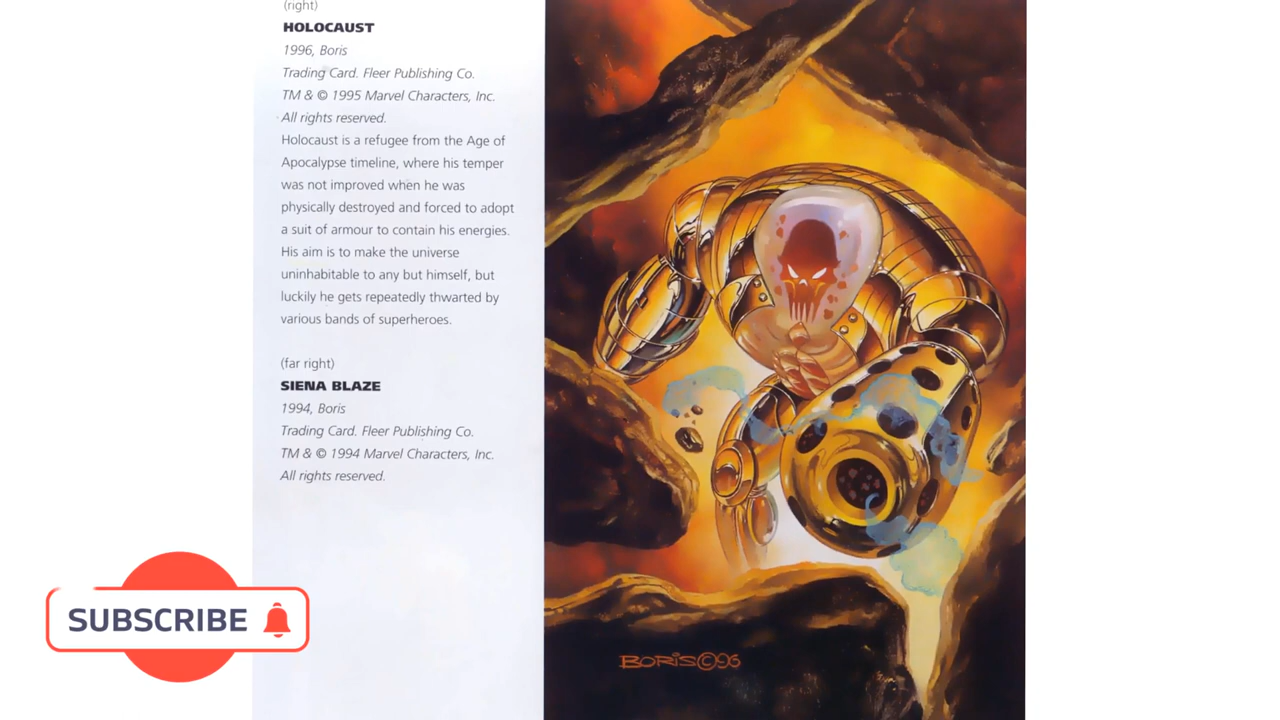 (right)
HOLOCAUST
1996, Boris
Trading Card. Fleer Publishing Co.
TM & © 1995 Marvel Characters, Inc.
All rights reserved.
Holocaust is a refugee from the Age of
Apocalypse timeline, where his temper
was not improved when he was
physically destroyed and forced to adopt
a suit of armour to contain his energies.
His aim is to make the universe
uninhabitable to any but himself, but
luckily he gets repeatedly thwarted by
various bands of superheroes.
(far right)
SIENA BLAZE
1994, Boris
Trading Card. Fleer Publishing Co.
TM & © 1994 Marvel Characters, Inc.
All rights reserved.
SUBSCRIBE
BORIS©96